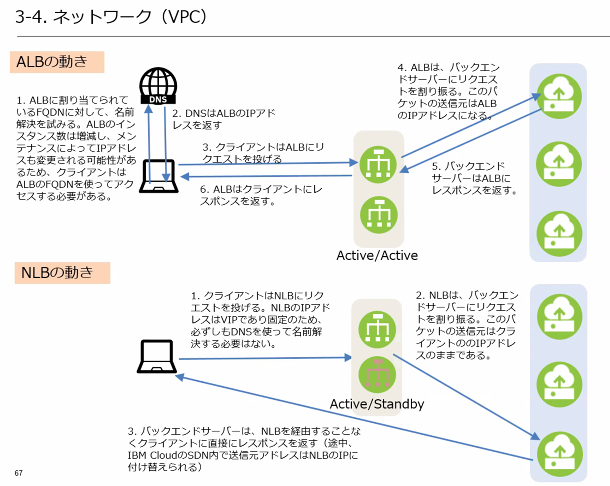 3-4. ネットワーク（VPC）
ALBの動き
1. ALBに割り当てられて
いるFQDNに対して、名前
解決を試みる。ALBのイン
スタンス数は増減し、メン
テナンスによってIPアドレ
スも変更される可能性があ
るため、クライアントは
ALBのFQDNを使ってアク
セスする必要がある。
DNS
2. DNSはALBのIPアド
レスを返す
3. クライアントはALBにリ
クエストを投げる
6. ALBはクライアントにレ
スポンスを返す。
4. ALBは、バックエン
ドサーバーにリクエス
トを割り振る。このパ
ケットの送信元はALB
のIPアドレスになる。
5. バックエンド
サーバーはALBに
レスポンスを返す。
Active/Active
NLBの動き
1. クライアントはNLBにリク
エストを投げる。NLBのIPアド
レスはVIPであり固定のため、
必ずしもDNSを使って名前解
決する必要はない。
2. NLBは、バックエン
ドサーバーにリクエス
トを割り振る。このパ
ケットの送信元はクラ
イアントののIPアドレス
のままである。
Active/Standby
3. バックエンドサーバーは、NLBを経由することな
くクライアントに直接にレスポンスを返す（途中、
IBM CloudのSDN内で送信元アドレスはNLBのIPに
付け替えられる）
67